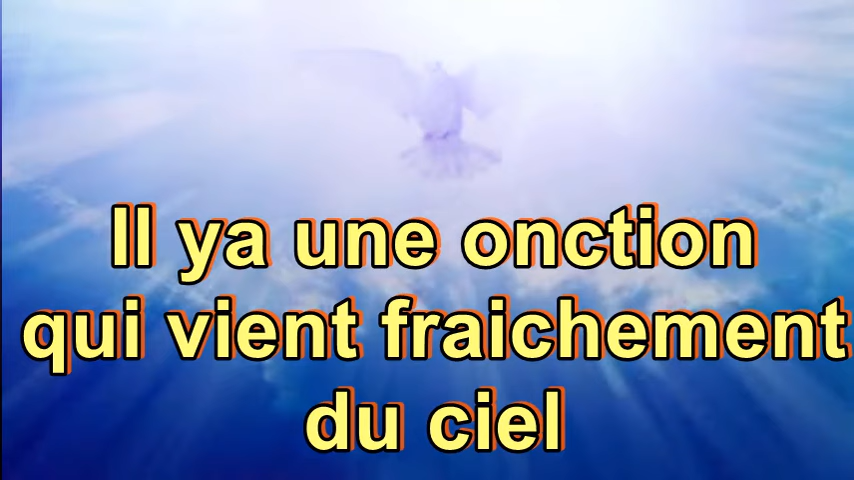 Il ya une onction
qui vient fraichement
du ciel